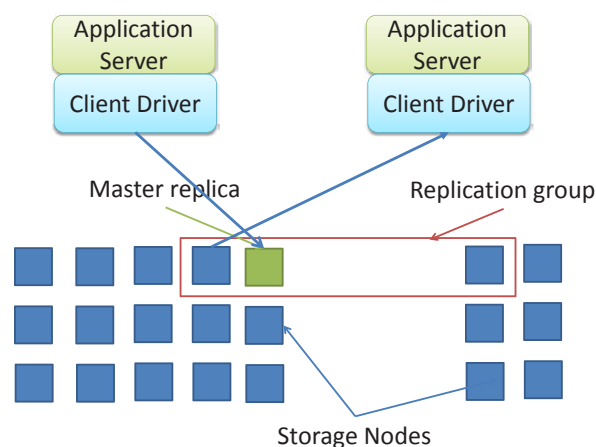 Application
Server
Client Driver
Application
Server
Client Driver
Master replica
Replication group
Storage Nodes